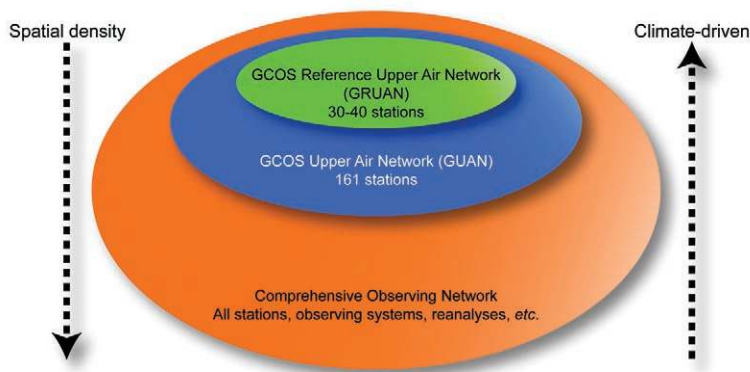 Spatial density
Climate-driven
GCOS Reference Upper Air Network
(GRUAN)
30-40 stations
GCOS Upper Air Network (GUAN)
161 stations
Comprehensive Observing Network
All stations, observing systems, reanalyses, etc.